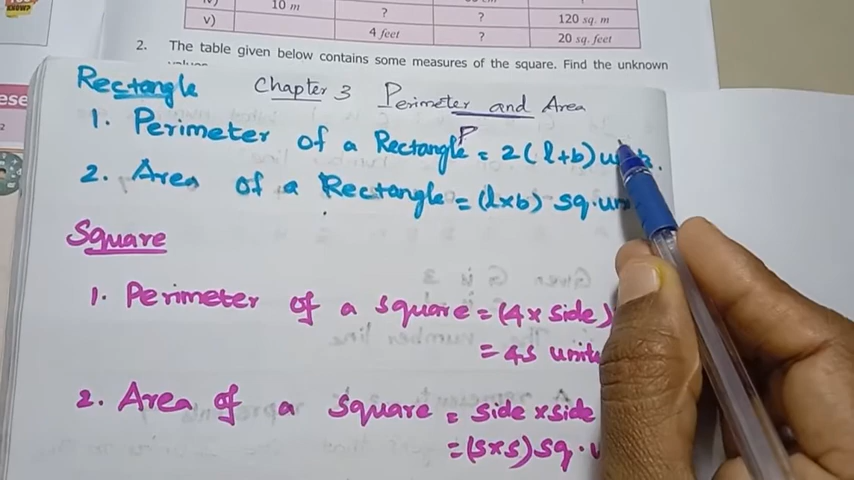 10 m
?
?
120 sq. m
v)
4 feet
?
20 sq. feet
2. The table given below contains some measures of the square. Find the unknown
Rectangle Chapter 3 Perimeter and Area
1. Perimeter of a Rectangle P = 2(l+b)
2. Area of a Rectangle = (l×b) sq.
Square
1. Perimeter of a square = (4 × side)
= 4s units
2. Area of a square = side × side
= (s×s) sq.